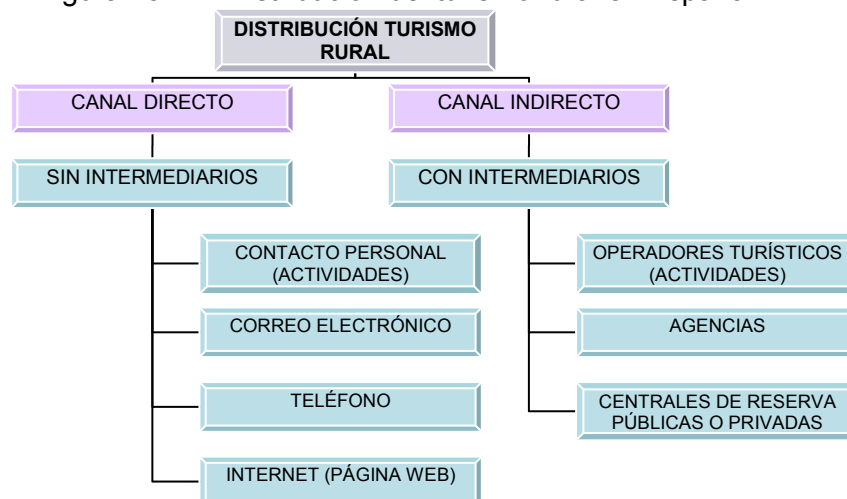 DISTRIBUCIÓN TURISMO
RURAL
CANAL DIRECTO
CANAL INDIRECTO
SIN INTERMEDIARIOS
CON INTERMEDIARIOS
CONTACTO PERSONAL
(ACTIVIDADES)
OPERADORES TURÍSTICOS
(ACTIVIDADES)
CORREO ELECTRÓNICO
AGENCIAS
TELÉFONO
CENTRALES DE RESERVA
PÚBLICAS O PRIVADAS
INTERNET (PÁGINA WEB)